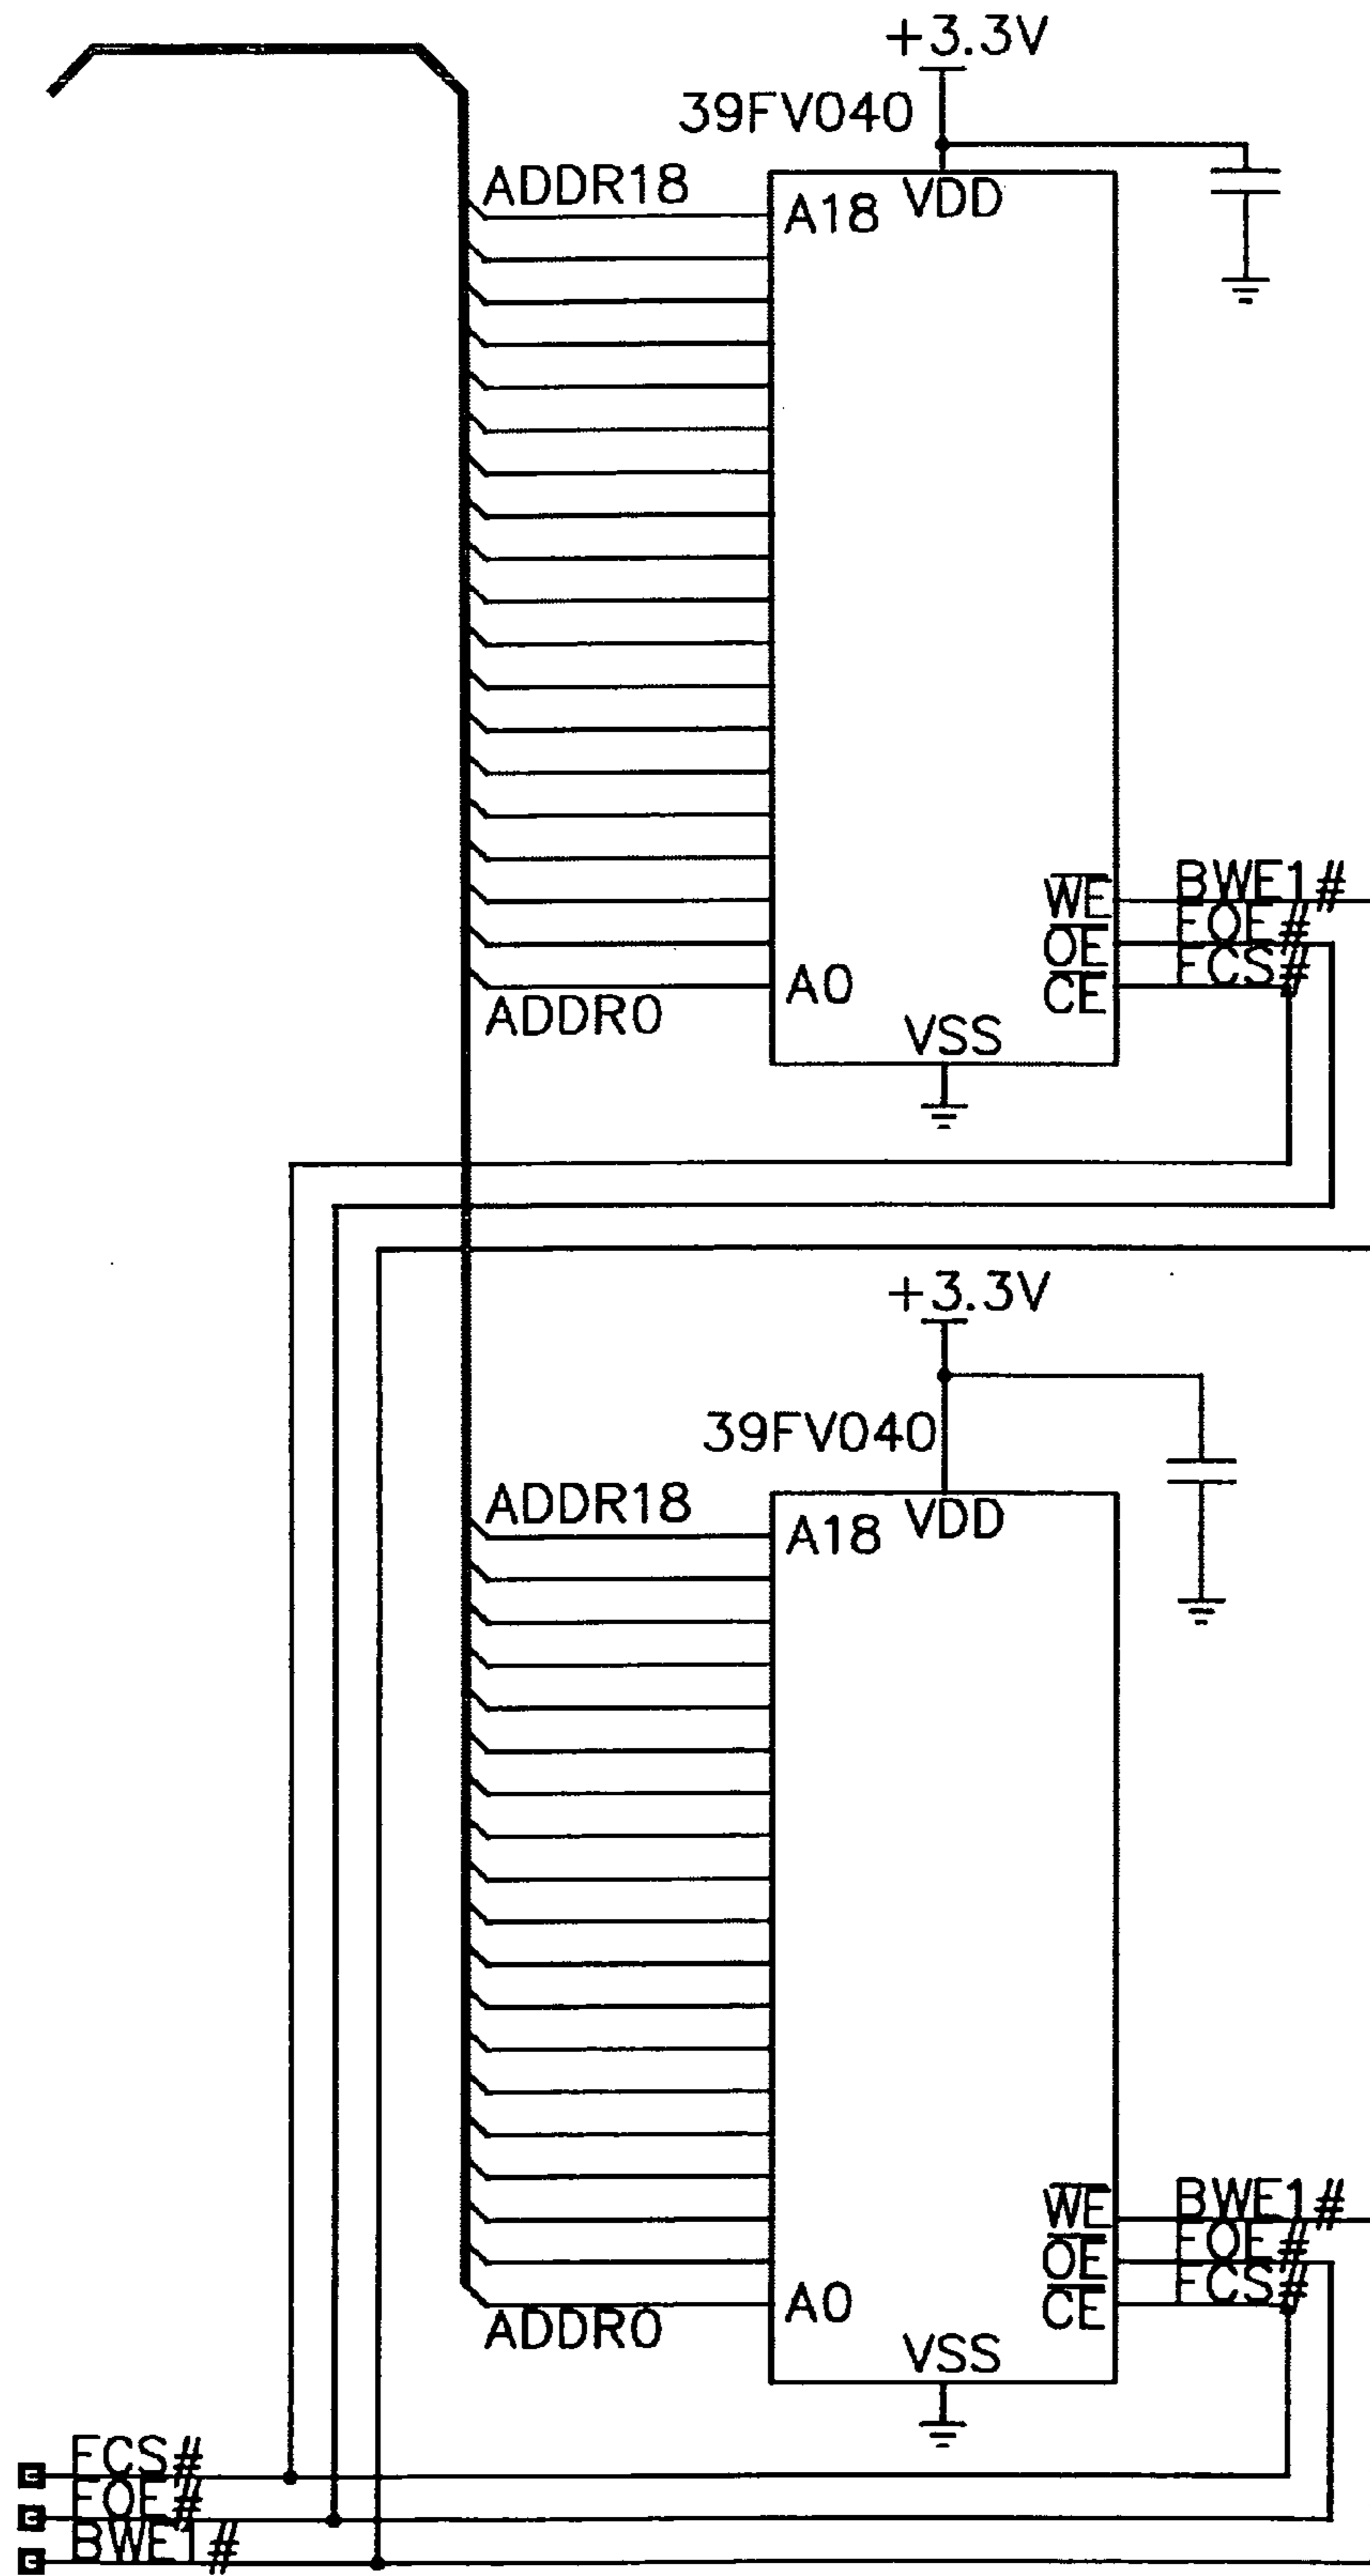 +3.3V
39FV040
ADDR18
A18
VDD
WE
BWE1#
OE
FOE#
CE
FCS#
A0
ADDR0
VSS
+3.3V
39FV040
ADDR18
A18
VDD
WE
BWE1#
OE
FOE#
CE
FCS#
A0
ADDR0
VSS
FCS#
FOE#
BWE1#